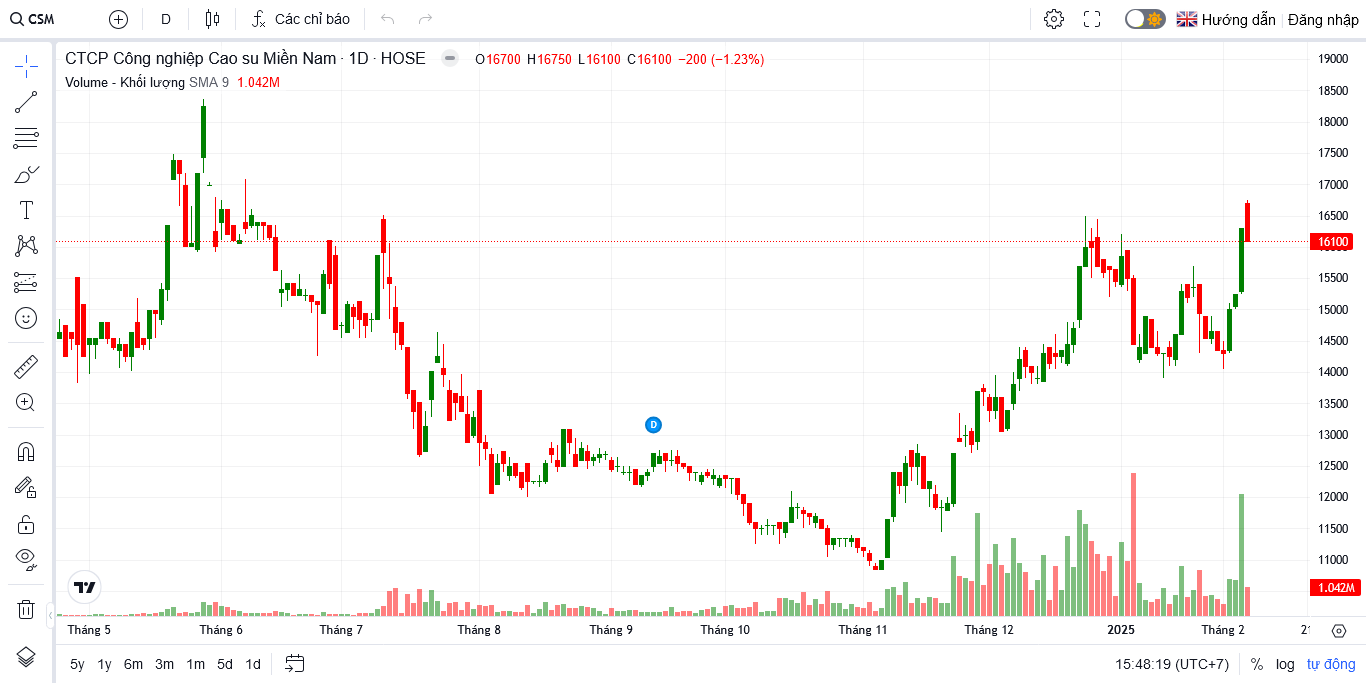 CSM D Các chỉ báo Hướng dẫn Đăng nhập
CTCP Công nghiệp Cao su Miền Nam · 1D · HOSE O16700 H16750 L16100 C16100 −200 (−1.23%)
Volume - Khối lượng SMA 9 1.042M
19000
18500
18000
17500
17000
16500
16100
15500
15000
14500
14000
13500
13000
D
12500
12000
11500
11000
1.042M
Tháng 5 Tháng 6 Tháng 7 Tháng 8 Tháng 9 Tháng 10 Tháng 11 Tháng 12 2025 Tháng 2
5y 1y 6m 3m 1m 5d 1d 15:48:19 (UTC+7) % log tự động